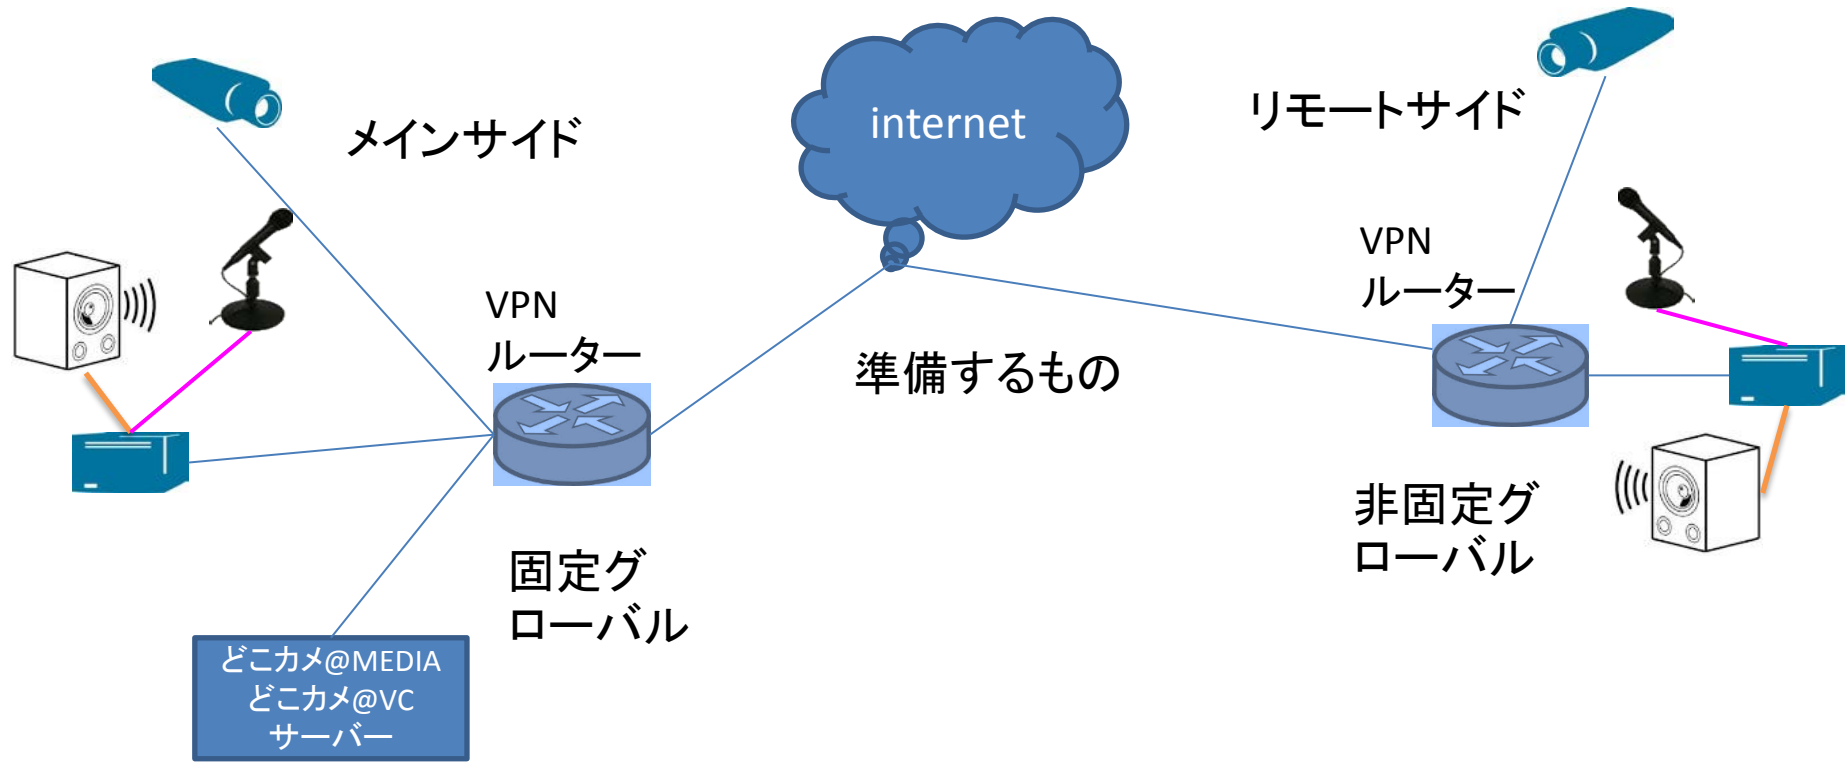 internet
メインサイド
リモートサイド
VPN
ルーター
VPN
ルーター
準備するもの
固定グ
ローバル
非固定グ
ローバル
どこカメ@MEDIA
どこカメ@VC
サーバー